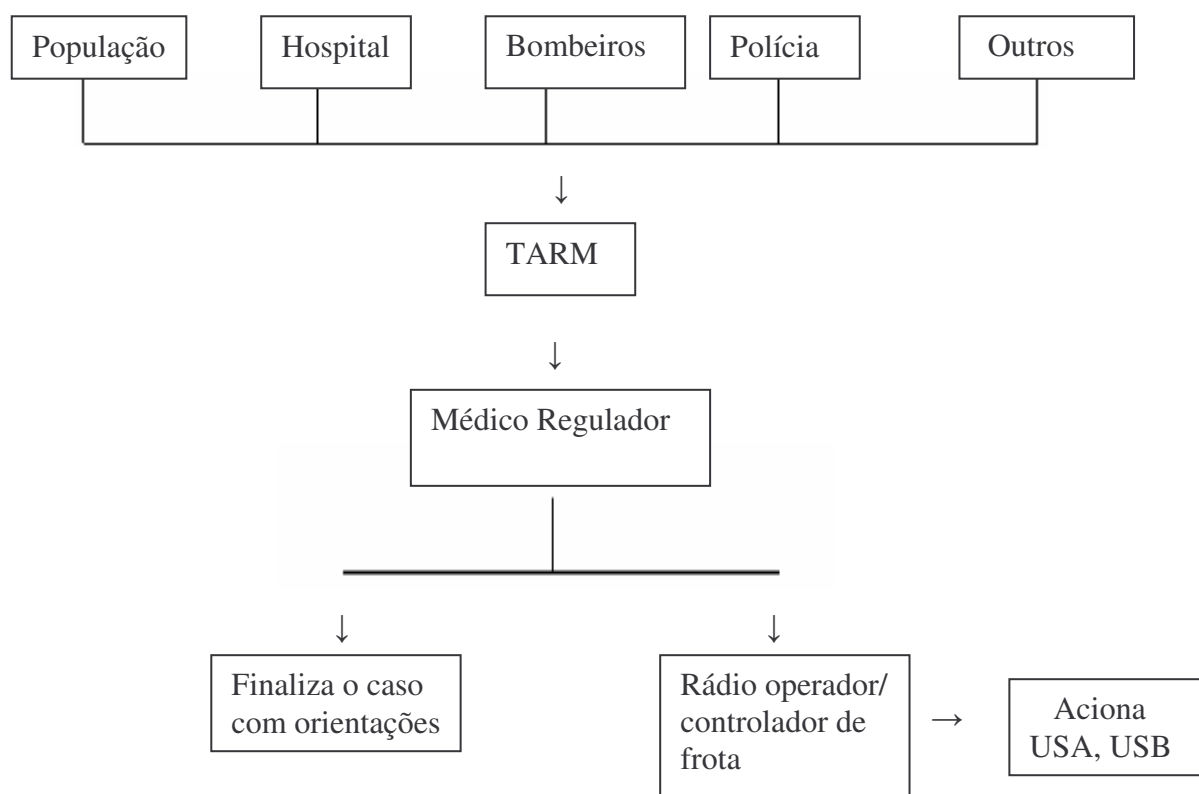 População
Hospital
Bombeiros
Polícia
Outros
TARM
Médico Regulador
Finaliza o caso
com orientações
Rádio operador/
controlador de
frota
Aciona
USA, USB